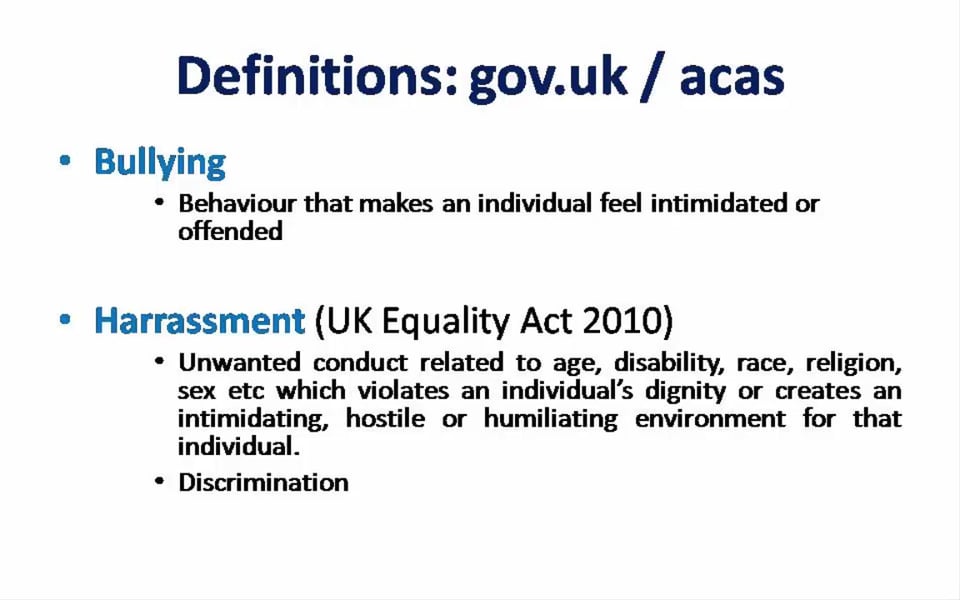 Definitions: gov.uk / acas
• Bullying
• Behaviour that makes an individual feel intimidated or
offended
• Harrassment (UK Equality Act 2010)
• Unwanted conduct related to age, disability, race, religion,
sex etc which violates an individual's dignity or creates an
intimidating, hostile or humiliating environment for that
individual.
• Discrimination